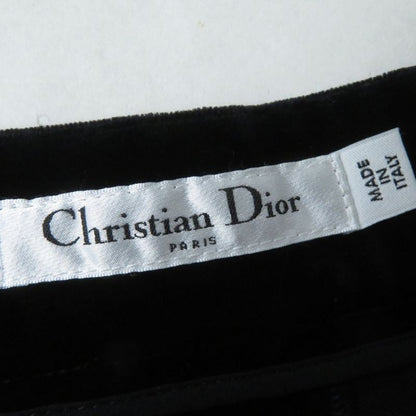 Christian Dior
PARIS
MADE
IN
ITALY